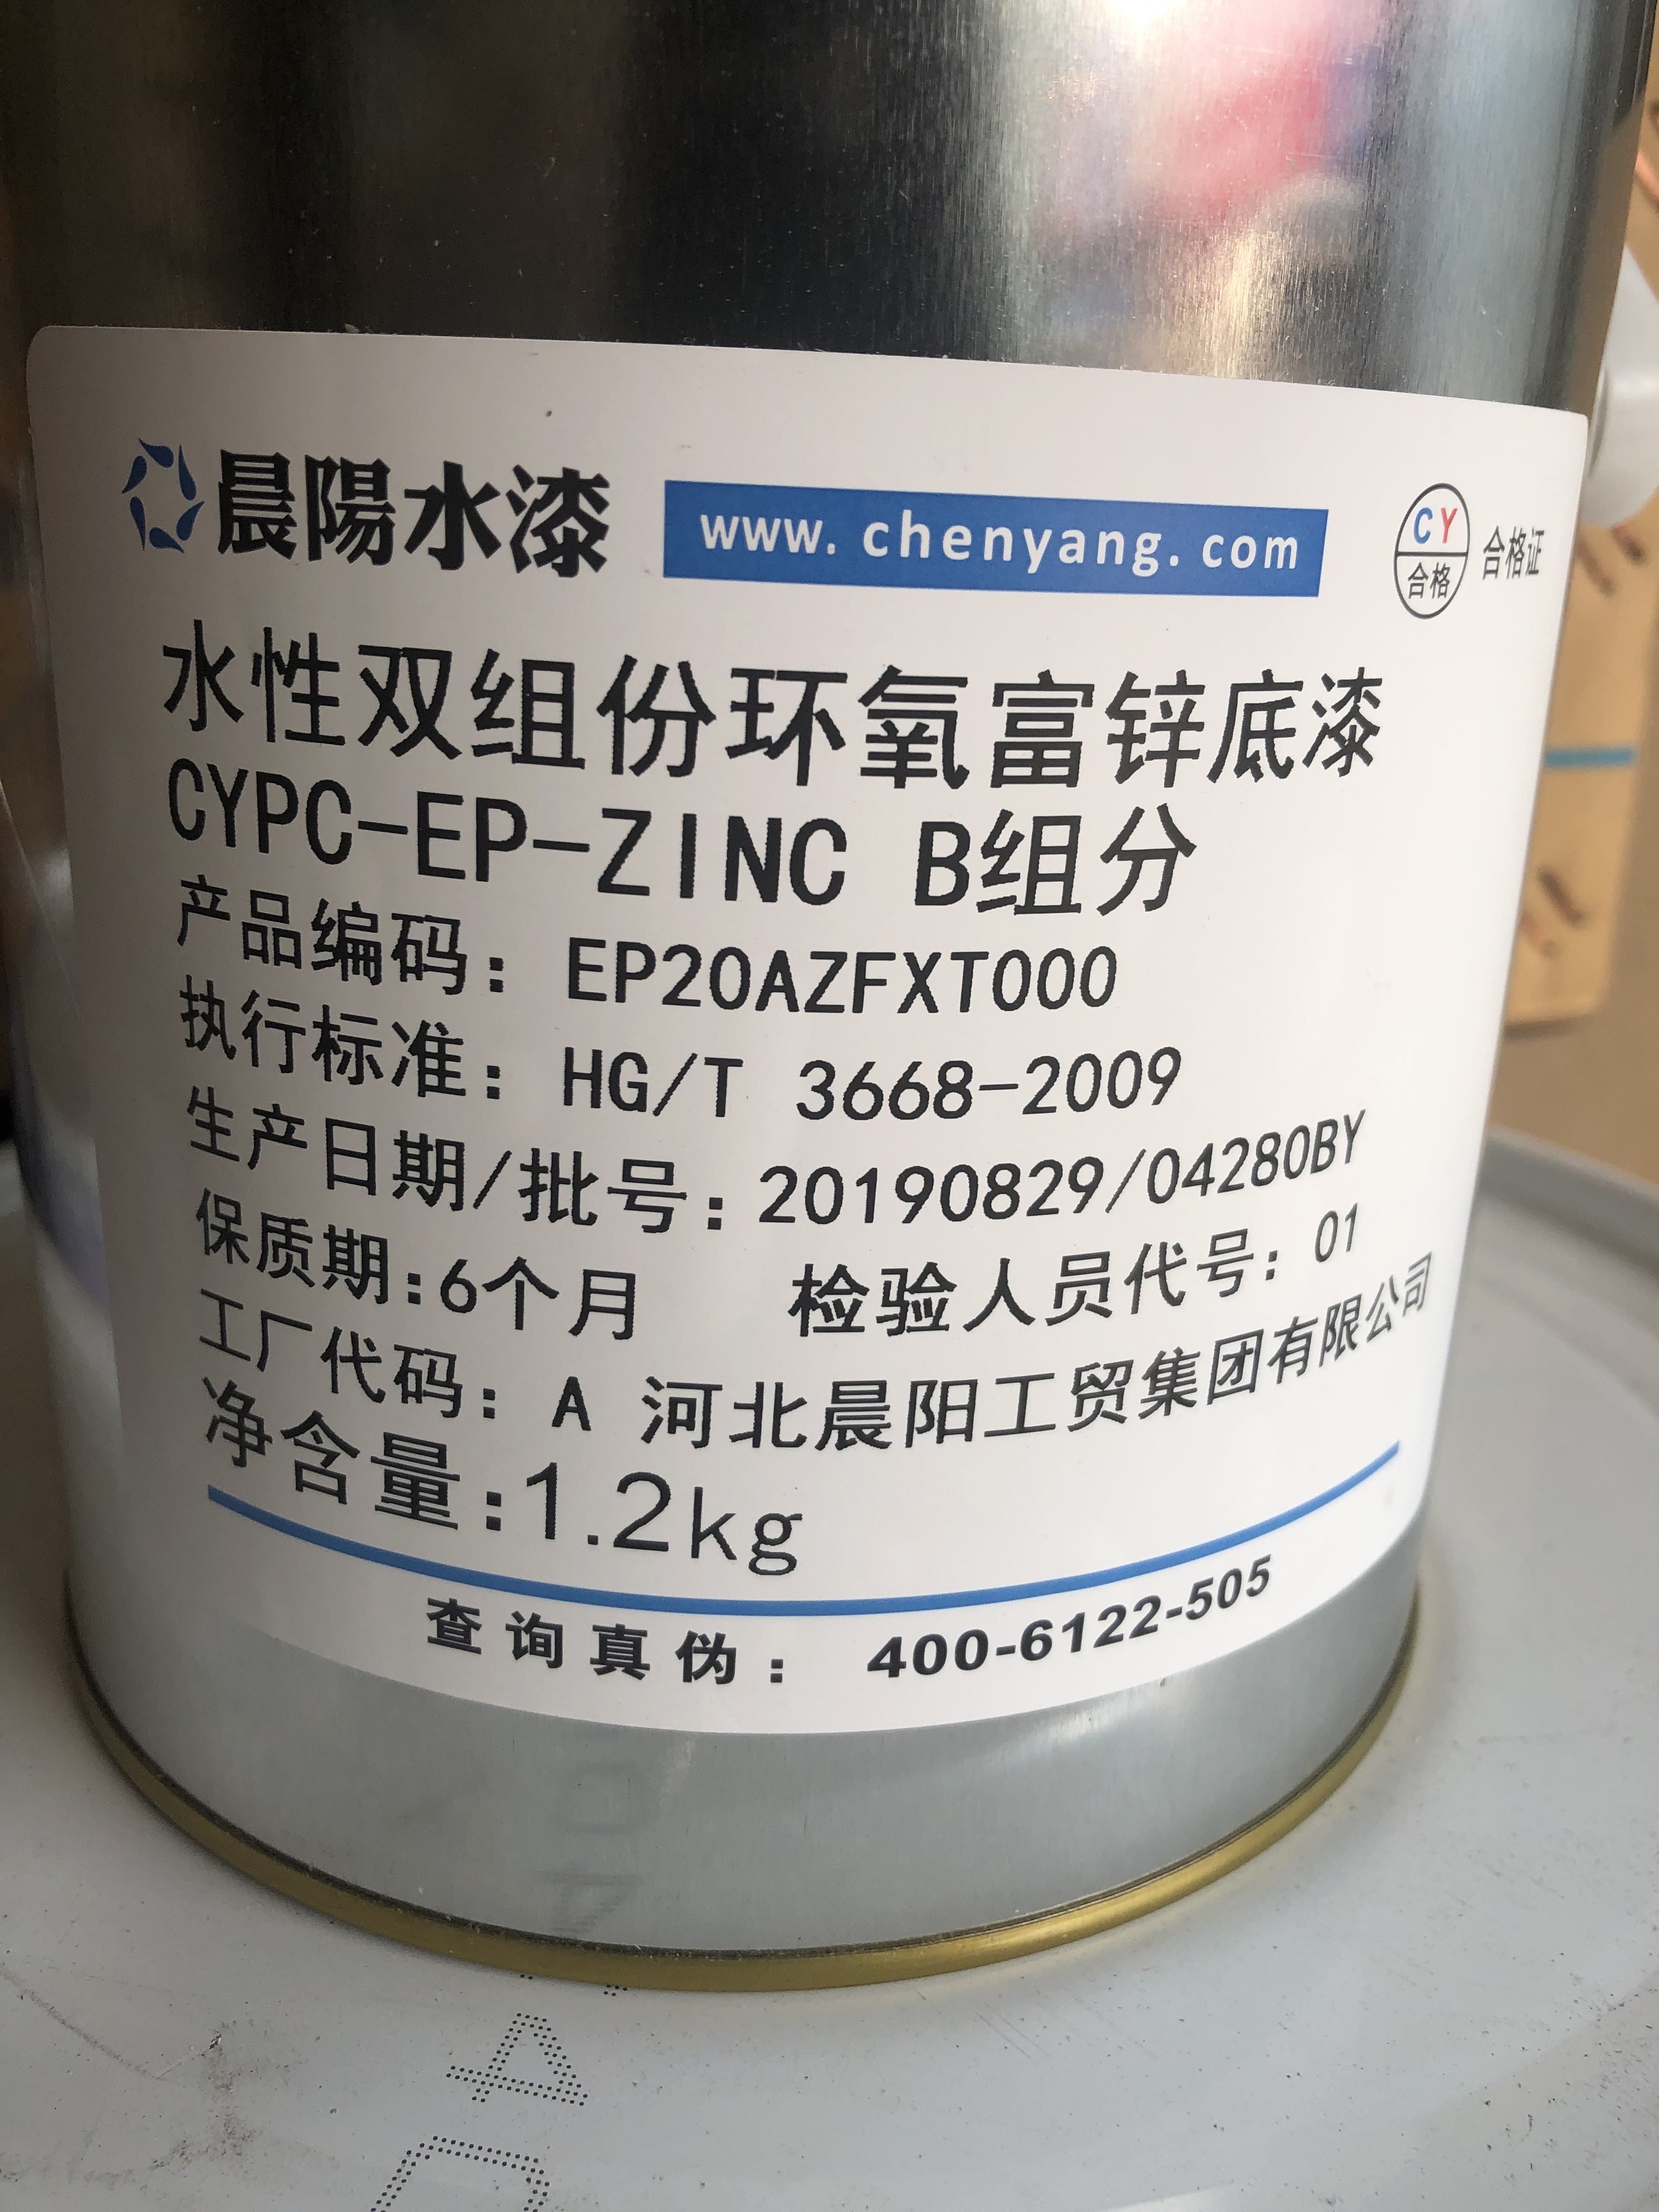 晨陽水漆 www.chenyang.com CY 合格 合格证
水性双组份环氧富锌底漆
CYPC-EP-ZINC B组分
产品编码：EP20AZFXT000
执行标准：HG/T 3668-2009
生产日期/批号：20190829/04280BY
保质期:6个月 检验人员代号：01
工厂代码：A 河北晨阳工贸集团有限公司
净含量:1.2kg
查询真伪：400-6122-505
4